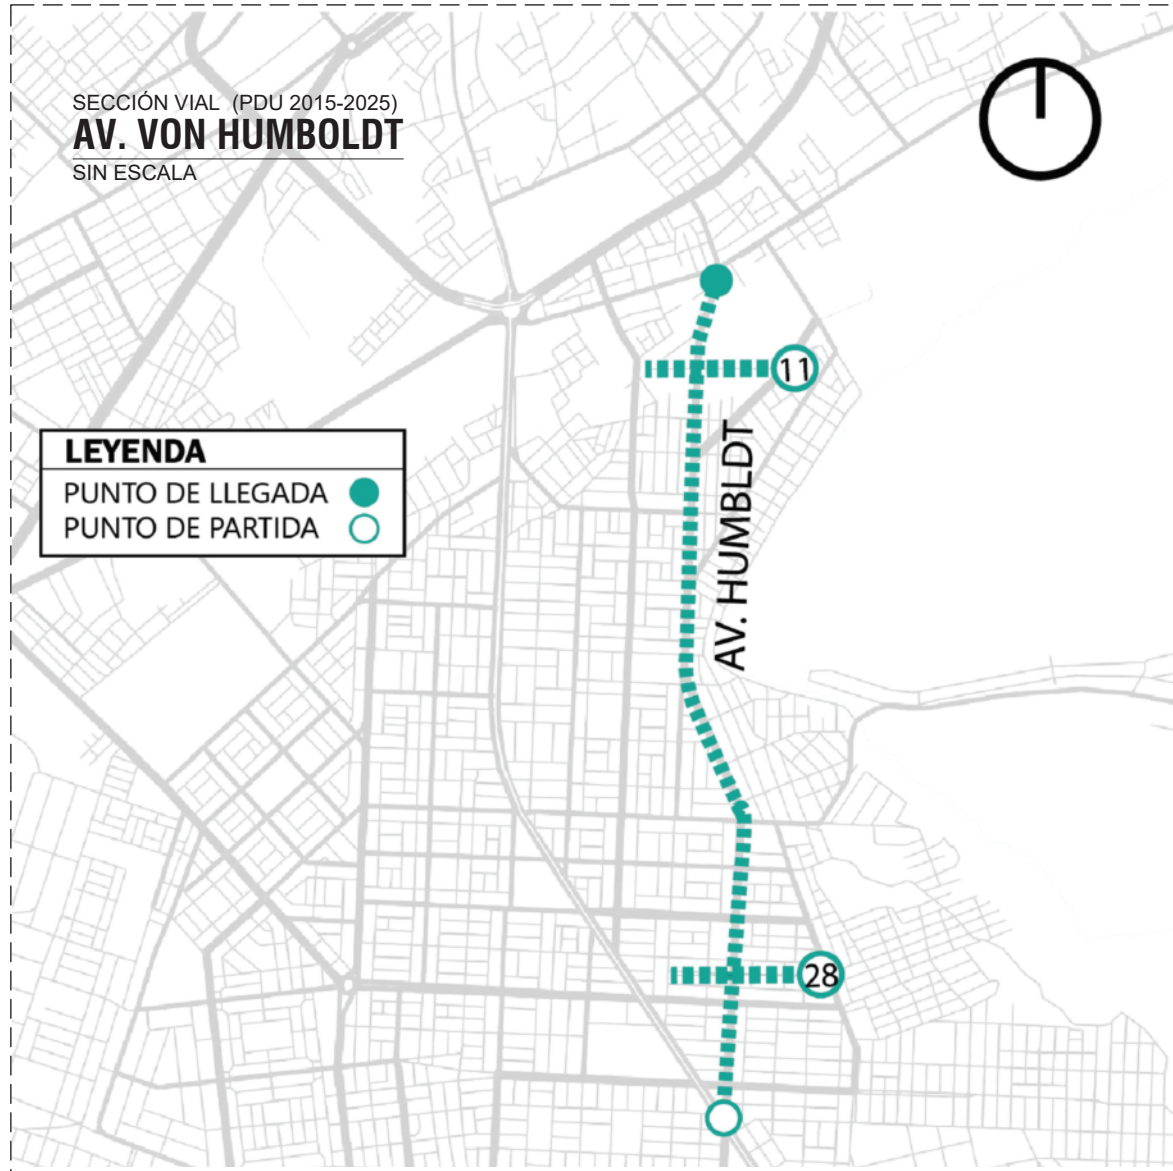 SECCIÓN VIAL (PDU 2015-2025)
AV. VON HUMBOLDT
SIN ESCALA
11
AV. HUMBLDT
LEYENDA
PUNTO DE LLEGADA
PUNTO DE PARTIDA
28